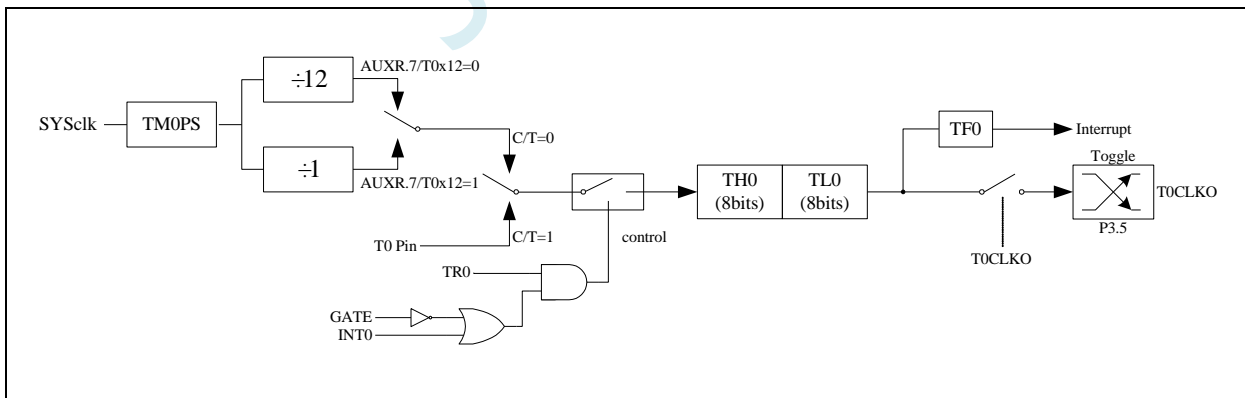 SYSclk
TM0PS
÷12
÷1
AUXR.7/T0x12=0
AUXR.7/T0x12=1
C/T=0
C/T=1
T0 Pin
control
TR0
GATE
INT0
TH0
(8bits)
TL0
(8bits)
TF0
Interrupt
Toggle
T0CLKO
P3.5
T0CLKO